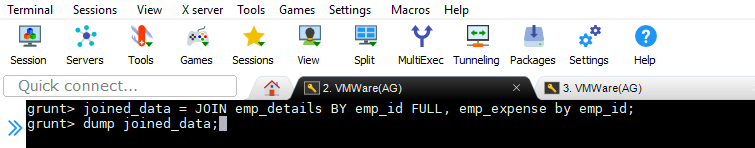 Terminal Sessions View X server Tools Games Settings Macros Help
Session Servers Tools Games Sessions View Split MultiExec Tunneling Packages Settings Help
Quick connect... 2. VMWare(AG) 3. VMWare(AG)
grunt> joined_data = JOIN emp_details BY emp_id FULL, emp_expense by emp_id;
grunt> dump joined_data;